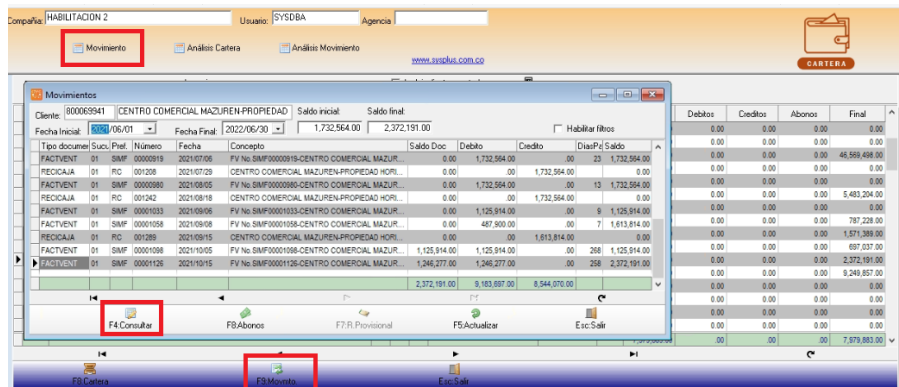 Compañia: HABILITACION 2 Usuario: SYSDBA Agencia
Movimiento Análisis Cartera Análisis Movimiento
www.sysplus.com.co
CARTERA
Movimientos
Cliente: 800069941 CENTRO COMERCIAL MAZUREN-PROPIEDAD Saldo inicial: Saldo final:
Fecha Inicial: 2021/06/01 Fecha Final: 2022/06/30 1,732,564.00 2,372,191.00 Habilitar filtros
Tipo documer Sucu Pref. Número Fecha Concepto Saldo Doc Debito Credito DiasPa Saldo
FACTVENT 01 SIMF 00000919 2021/07/06 FV No.SIMF00000919-CENTRO COMERCIAL MAZUR... 0.00 1,732,564.00 .00 23 1,732,564.00
RECICAJA 01 RC 001208 2021/07/29 CENTRO COMERCIAL MAZUREN-PROPIEDAD HORI... 0.00 .00 1,732,564.00 0.00
FACTVENT 01 SIMF 00000980 2021/08/05 FV No.SIMF00000980-CENTRO COMERCIAL MAZUR... 0.00 1,732,564.00 .00 13 1,732,564.00
RECICAJA 01 RC 001242 2021/08/18 CENTRO COMERCIAL MAZUREN-PROPIEDAD HORI... 0.00 .00 1,732,564.00 0.00
FACTVENT 01 SIMF 00001033 2021/09/06 FV No.SIMF00001033-CENTRO COMERCIAL MAZUR... 0.00 1,125,914.00 .00 9 1,125,914.00
FACTVENT 01 SIMF 00001058 2021/09/08 FV No.SIMF00001058-CENTRO COMERCIAL MAZUR... 0.00 487,900.00 .00 7 1,613,814.00
RECICAJA 01 RC 001289 2021/09/15 CENTRO COMERCIAL MAZUREN-PROPIEDAD HORI... 0.00 .00 1,613,814.00 0.00
FACTVENT 01 SIMF 00001098 2021/10/05 FV No.SIMF00001098-CENTRO COMERCIAL MAZUR... 1,125,914.00 1,125,914.00 .00 268 1,125,914.00
FACTVENT 01 SIMF 00001126 2021/10/15 FV No.SIMF00001126-CENTRO COMERCIAL MAZUR... 1,246,277.00 1,246,277.00 .00 258 2,372,191.00
2,372,191.00 9,183,697.00 8,544,070.00
F4:Consultar F8:Abonos F7:R.Provisional F5:Actualizar Esc:Salir
Debitos Creditos Abonos Final
0.00 0.00 0.00 0.00
0.00 0.00 0.00
0.00 0.00 0.00 46,569,498.00
0.00 0.00 0.00 0.00
0.00 0.00 0.00 0.00
0.00 0.00 0.00 5,483,204.00
0.00 0.00 0.00 0.00
0.00 0.00 0.00 787,228.00
0.00 0.00 0.00 1,571,389.00
0.00 0.00 0.00 697,037.00
0.00 0.00 0.00 2,372,191.00
0.00 0.00 0.00 9,249,857.00
0.00 0.00 0.00 0.00
0.00 0.00 0.00 0.00
0.00 0.00 0.00 0.00
0.00 0.00 0.00 0.00
.00 .00 .00 7,979,883.00
F8:Cartera F9:Movmto Esc:Salir